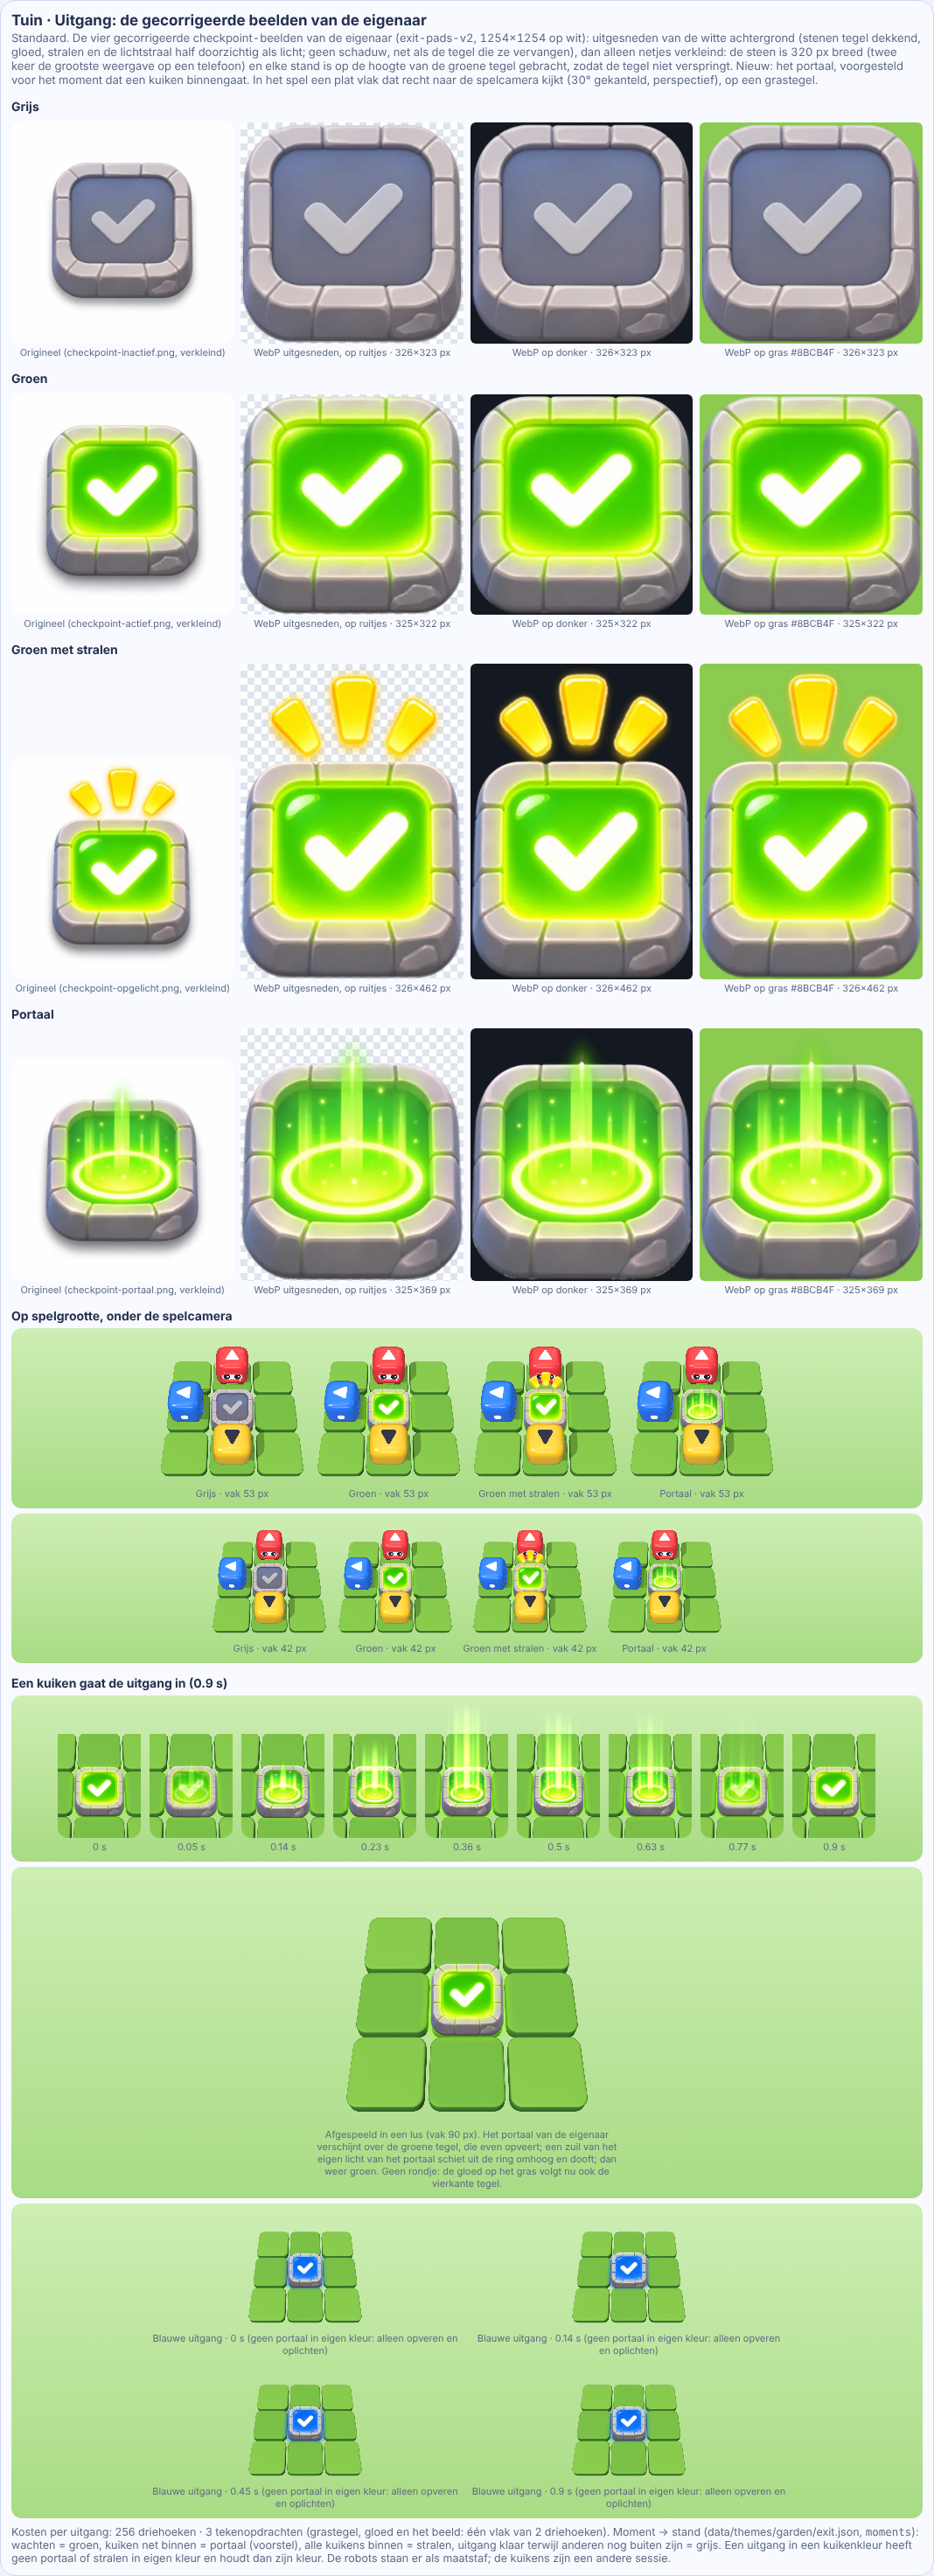 Tuin · Uitgang: de gecorrigeerde beelden van de eigenaar
Standaard. De vier gecorrigeerde checkpoint-beelden van de eigenaar (exit-pads-v2, 1254×1254 op wit): uitgesneden van de witte achtergrond (stenen tegel dekkend,
gloed, stralen en de lichtstraal half doorzichtig als licht; geen schaduw, net als de tegel die ze vervangen), dan alleen netjes verkleind: de steen is 320 px breed (twee
keer de grootste weergave op een telefoon) en elke stand is op de hoogte van de groene tegel gebracht, zodat de tegel niet verspringt. Nieuw: het portaal, voorgesteld
voor het moment dat een kuiken binnengaat. In het spel een plat vlak dat recht naar de spelcamera kijkt (30° gekanteld, perspectief), op een grastegel.
Grijs
Origineel (checkpoint-inactief.png, verkleind)
WebP uitgesneden, op ruitjes · 326×323 px
WebP op donker · 326×323 px
WebP op gras #8BCB4F · 326×323 px
Groen
Origineel (checkpoint-actief.png, verkleind)
WebP uitgesneden, op ruitjes · 325×322 px
WebP op donker · 325×322 px
WebP op gras #8BCB4F · 325×322 px
Groen met stralen
Origineel (checkpoint-opgelicht.png, verkleind)
WebP uitgesneden, op ruitjes · 326×462 px
WebP op donker · 326×462 px
WebP op gras #8BCB4F · 326×462 px
Portaal
Origineel (checkpoint-portaal.png, verkleind)
WebP uitgesneden, op ruitjes · 325×369 px
WebP op donker · 325×369 px
WebP op gras #8BCB4F · 325×369 px
Op spelgrootte, onder de spelcamera
Grijs · vak 53 px
Groen · vak 53 px
Groen met stralen · vak 53 px
Portaal · vak 53 px
Grijs · vak 42 px
Groen · vak 42 px
Groen met stralen · vak 42 px
Portaal · vak 42 px
Een kuiken gaat de uitgang in (0.9 s)
0 s
0.05 s
0.14 s
0.23 s
0.36 s
0.5 s
0.63 s
0.77 s
0.9 s
Afgespeeld in een lus (vak 90 px). Het portaal van de eigenaar
verschijnt over de groene tegel, die even opveert; een zuil van het
eigen licht van het portaal schiet uit de ring omhoog en dooft; dan
weer groen. Geen rondje: de gloed op het gras volgt nu ook de
vierkante tegel.
Blauwe uitgang · 0 s (geen portaal in eigen kleur: alleen opveren en
oplichten)
Blauwe uitgang · 0.14 s (geen portaal in eigen kleur: alleen opveren
en oplichten)
Blauwe uitgang · 0.45 s (geen portaal in eigen kleur: alleen opveren
en oplichten)
Blauwe uitgang · 0.9 s (geen portaal in eigen kleur: alleen opveren en
oplichten)
Kosten per uitgang: 256 driehoeken · 3 tekenopdrachten (grastegel, gloed en het beeld: één vlak van 2 driehoeken). Moment → stand (data/themes/garden/exit.json, moments):
wachten = groen, kuiken net binnen = portaal (voorstel), alle kuikens binnen = stralen, uitgang klaar terwijl anderen nog buiten zijn = grijs. Een uitgang in een kuikenkleur heeft
geen portaal of stralen in eigen kleur en houdt dan zijn kleur. De robots staan er als maatstaf; de kuikens zijn een andere sessie.